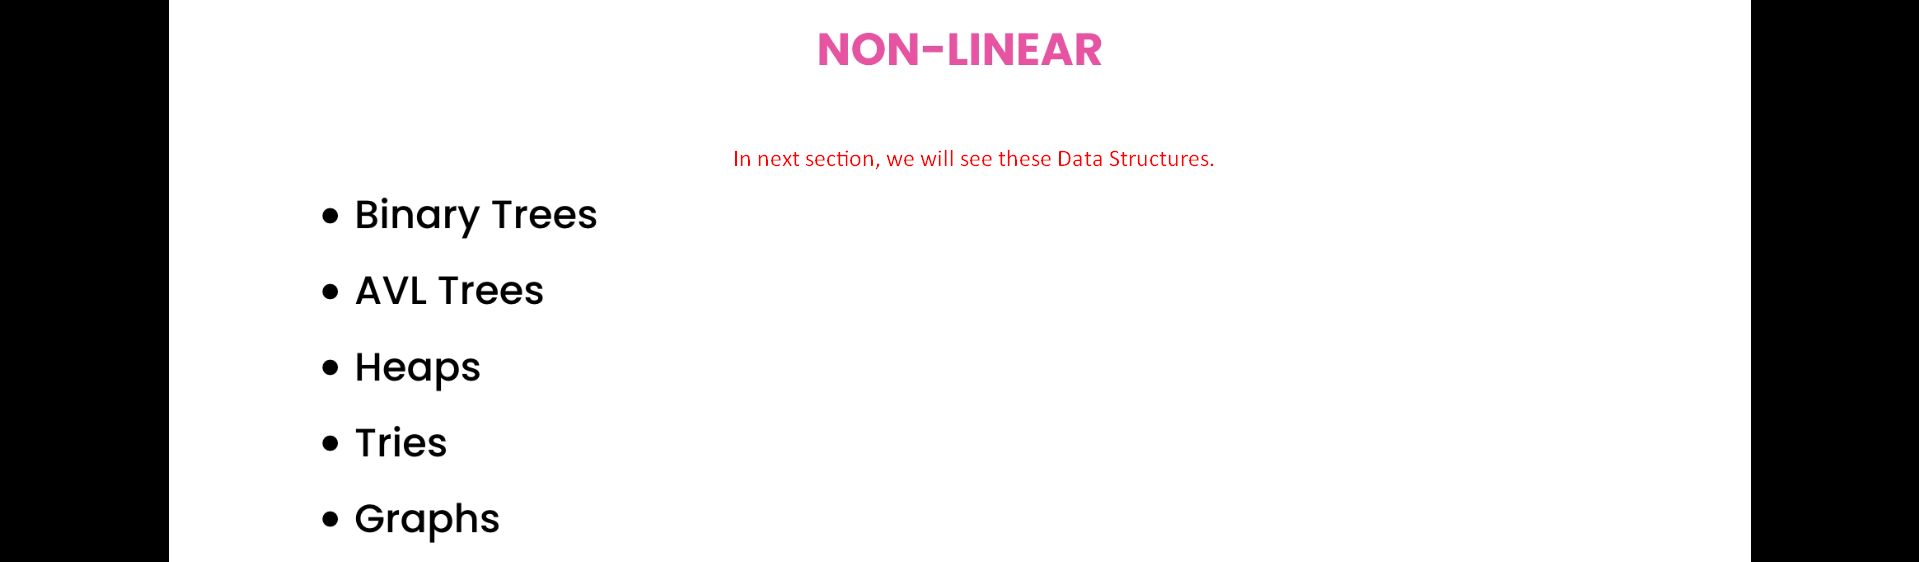 NON-LINEAR
In next section, we will see these Data Structures.
• Binary Trees
• AVL Trees
• Heaps
• Tries
• Graphs